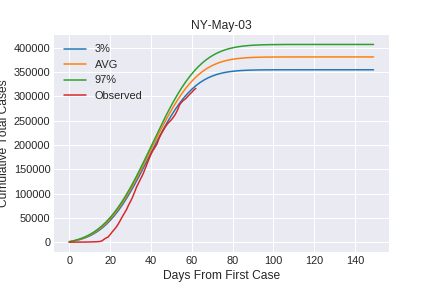 NY-May-03
Cumulative Total Cases
400000
350000
300000
250000
200000
150000
100000
50000
0
3%
AVG
97%
Observed
0 20 40 60 80 100 120 140
Days From First Case